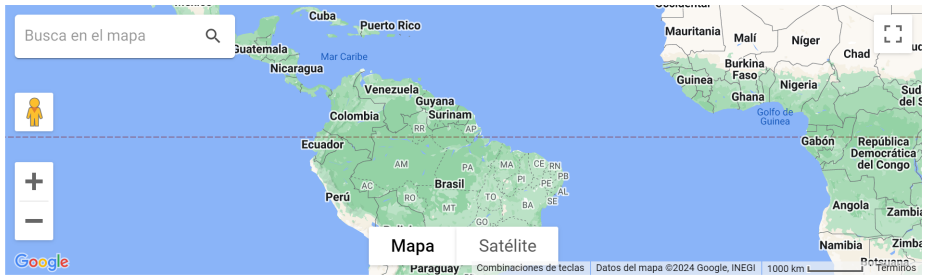 Busca en el mapa
Cuba
Puerto Rico
Guatemala
Mar Caribe
Nicaragua
Venezuela
Guyana
Surinam
Colombia
RR
AP
Ecuador
AM
PA
MA
CE
RN
PB
PI
PE
AL
SE
AC
Brasil
TO
RO
BA
Perú
MT
GO
Paraguay
Mauritania
Malí
Níger
Chad
Burkina
Faso
Guinea
Nigeria
Ghana
Golfo de
Guinea
Gabón
República
Democrática
del Congo
Angola
Namibia
Mapa
Satélite
Google
Combinaciones de teclas
Datos del mapa ©2024 Google, INEGI
1000 km
Términos